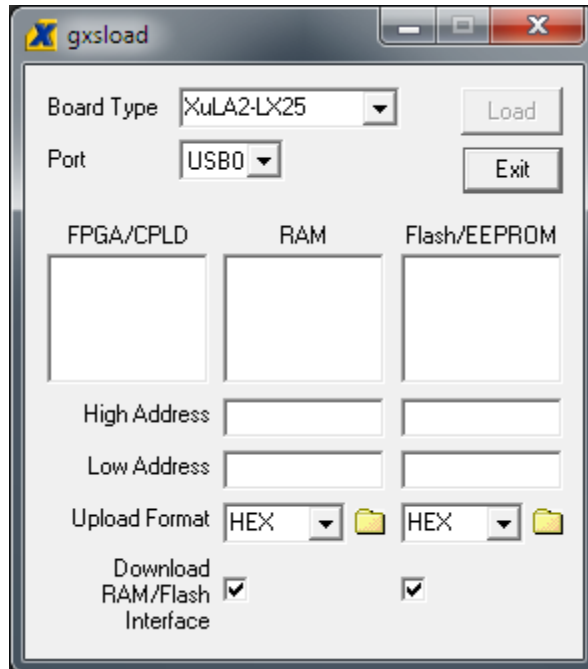 gxsload
Board Type XuLA2-LX25 Load
Port USB0 Exit
FPGA/CPLD RAM Flash/EEPROM
High Address
Low Address
Upload Format HEX HEX
Download
RAM/Flash
Interface